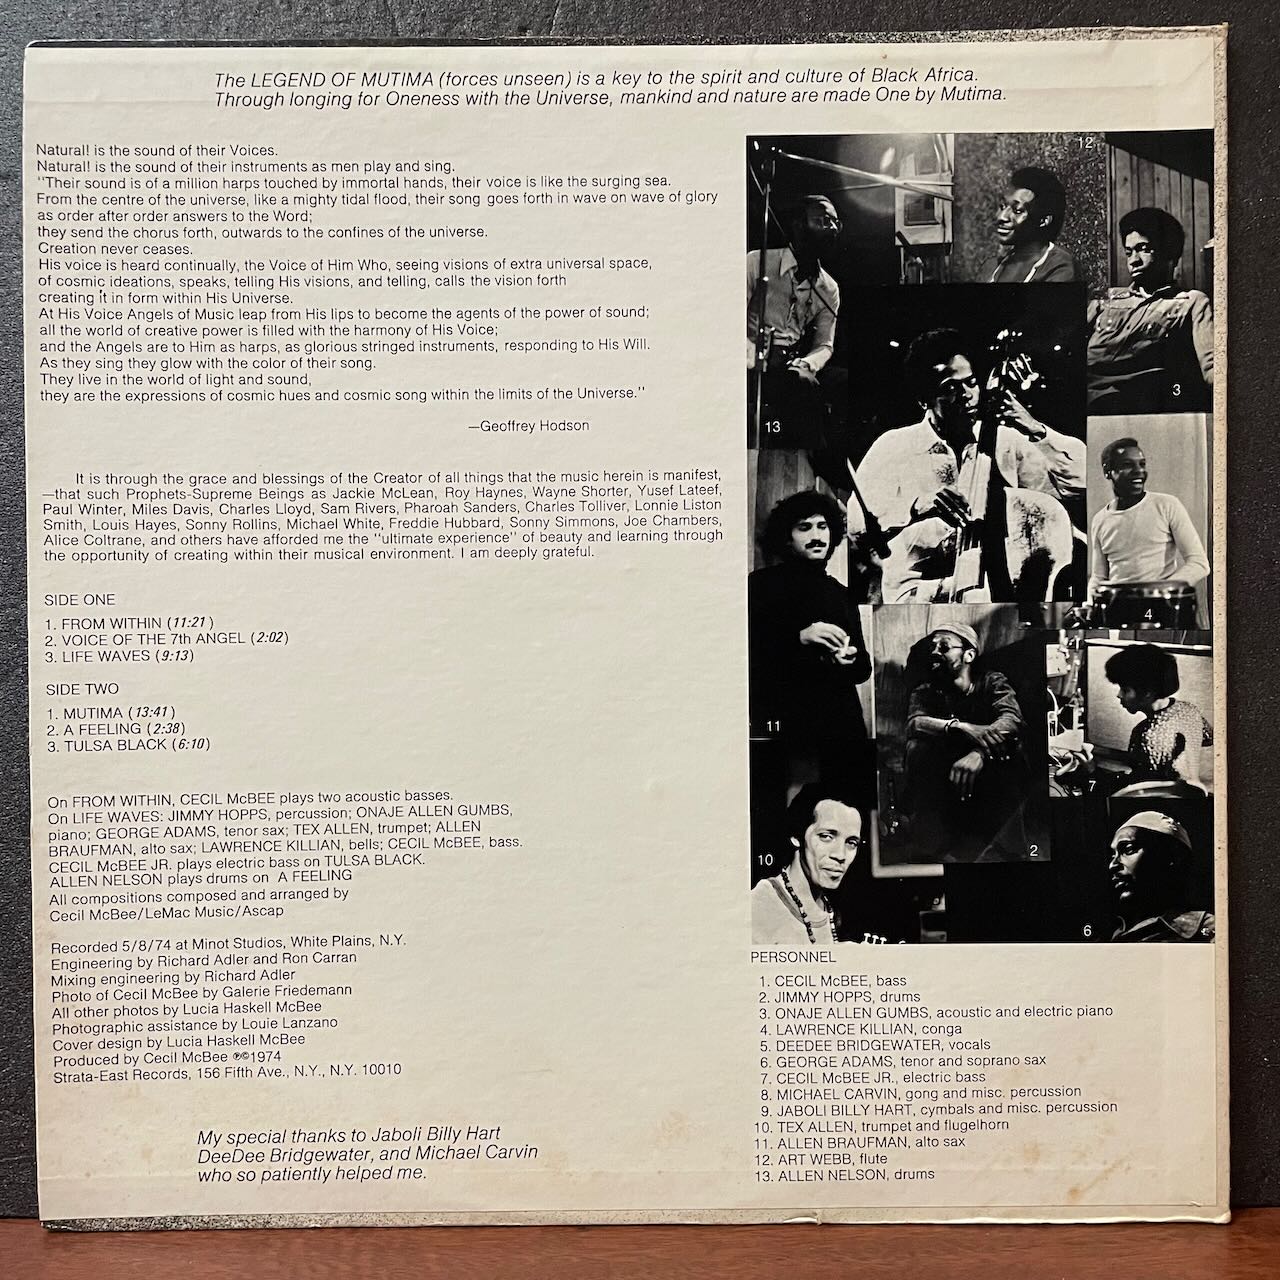 The LEGEND OF MUTIMA (forces unseen) is a key to the spirit and culture of Black Africa.
Through longing for Oneness with the Universe, mankind and nature are made One by Mutima.
Natural! is the sound of their Voices.
Natural! is the sound of their instruments as men play and sing.
"Their sound is of a million harps touched by immortal hands, their voice is like the surging sea.
From the centre of the universe, like a mighty tidal flood, their song goes forth in wave on wave of glory
as order after order answers to the Word;
they send the chorus forth, outwards to the confines of the universe.
Creation never ceases.
His voice is heard continually, the Voice of Him Who, seeing visions of extra universal space,
of cosmic ideations, speaks, telling His visions, and telling, calls the vision forth
creating it in form within His Universe.
At His Voice Angels of Music leap from His lips to become the agents of the power of sound;
all the world of creative power is filled with the harmony of His Voice;
and the Angels are to Him as harps, as glorious stringed instruments, responding to His Will.
As they sing they glow with the color of their song.
They live in the world of light and sound,
they are the expressions of cosmic hues and cosmic song within the limits of the Universe."
—Geoffrey Hodson
It is through the grace and blessings of the Creator of all things that the music herein is manifest,
—that such Prophets-Supreme Beings as Jackie McLean, Roy Haynes, Wayne Shorter, Yusef Lateef,
Paul Winter, Miles Davis, Charles Lloyd, Sam Rivers, Pharoah Sanders, Charles Tolliver, Lonnie Liston
Smith, Louis Hayes, Sonny Rollins, Michael White, Freddie Hubbard, Sonny Simmons, Joe Chambers,
Alice Coltrane, and others have afforded me the "ultimate experience" of beauty and learning through
the opportunity of creating within their musical environment. I am deeply grateful.
SIDE ONE
1. FROM WITHIN (11:21)
2. VOICE OF THE 7th ANGEL (2:02)
3. LIFE WAVES (9:13)
SIDE TWO
1. MUTIMA (13:41)
2. A FEELING (2:38)
3. TULSA BLACK (6:10)
On FROM WITHIN, CECIL McBEE plays two acoustic basses.
On LIFE WAVES: JIMMY HOPPS, percussion; ONAJE ALLEN GUMBS,
piano; GEORGE ADAMS, tenor sax; TEX ALLEN, trumpet; ALLEN
BRAUFMAN, alto sax; LAWRENCE KILLIAN, bells; CECIL McBEE, bass.
CECIL McBEE JR. plays electric bass on TULSA BLACK.
ALLEN NELSON plays drums on A FEELING
All compositions composed and arranged by
Cecil McBee/LeMac Music/Ascap
Recorded 5/8/74 at Minot Studios, White Plains, N.Y.
Engineering by Richard Adler and Ron Carran
Mixing engineering by Richard Adler
Photo of Cecil McBee by Galerie Friedemann
All other photos by Lucia Haskell McBee
Photographic assistance by Louie Lanzano
Cover design by Lucia Haskell McBee
Produced by Cecil McBee ℗©1974
Strata-East Records, 156 Fifth Ave., N.Y., N.Y. 10010
My special thanks to Jaboli Billy Hart
DeeDee Bridgewater, and Michael Carvin
who so patiently helped me.
12
3
13
1
4
11
7
2
10
6
PERSONNEL
1. CECIL McBEE, bass
2. JIMMY HOPPS, drums
3. ONAJE ALLEN GUMBS, acoustic and electric piano
4. LAWRENCE KILLIAN, conga
5. DEEDEE BRIDGEWATER, vocals
6. GEORGE ADAMS, tenor and soprano sax
7. CECIL McBEE JR., electric bass
8. MICHAEL CARVIN, gong and misc. percussion
9. JABOLI BILLY HART, cymbals and misc. percussion
10. TEX ALLEN, trumpet and flugelhorn
11. ALLEN BRAUFMAN, alto sax
12. ART WEBB, flute
13. ALLEN NELSON, drums